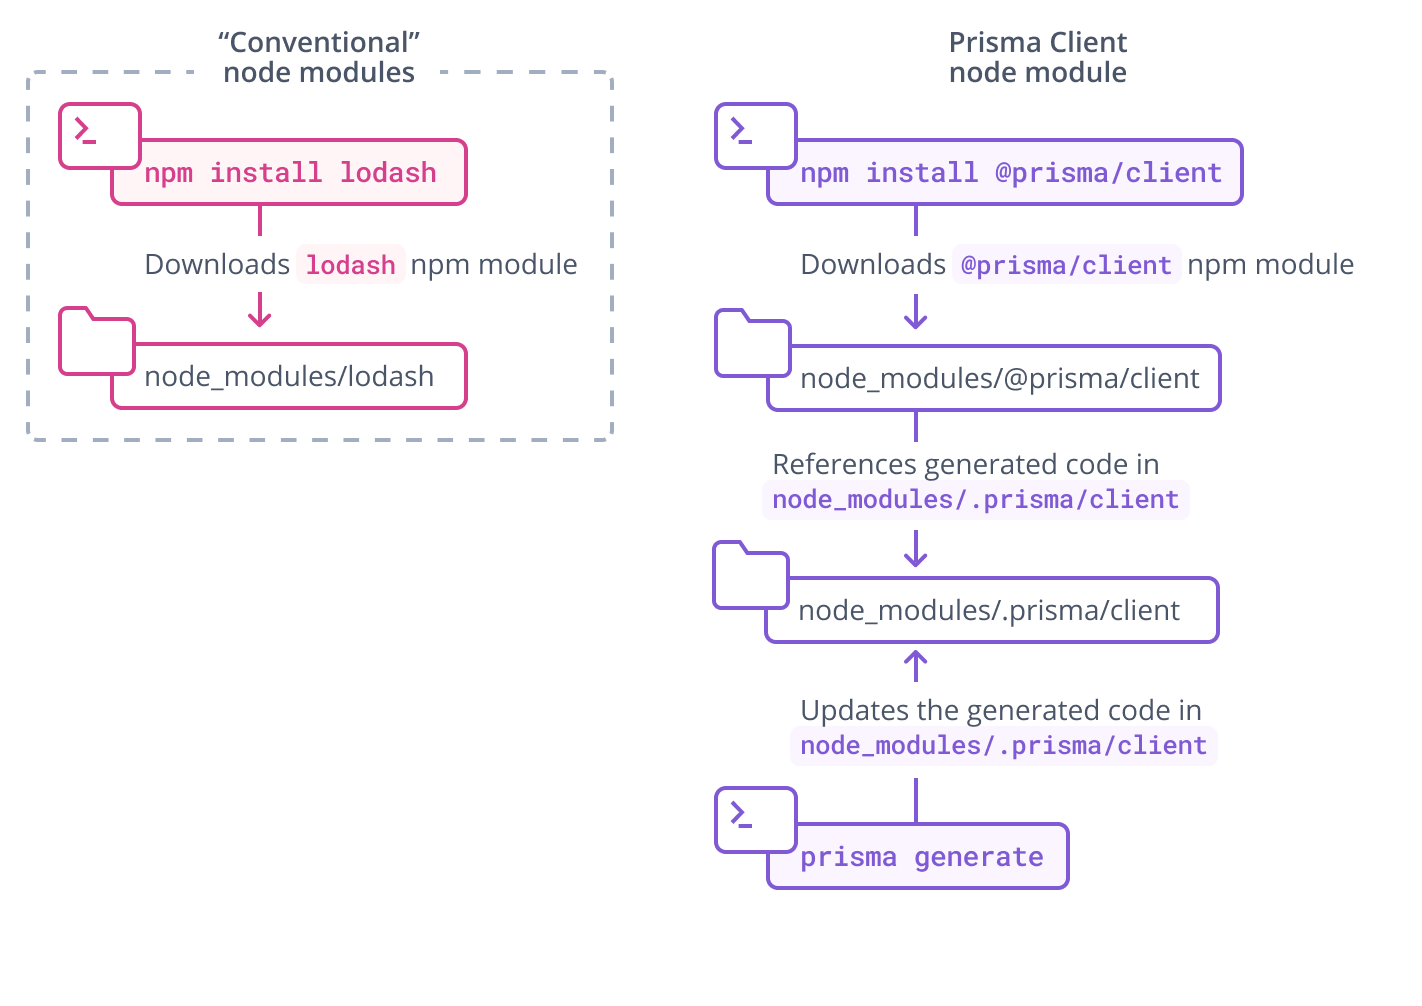 “Conventional”
node modules
>_
npm install lodash
Downloads lodash npm module
node_modules/lodash
Prisma Client
node module
>_
npm install @prisma/client
Downloads @prisma/client npm module
node_modules/@prisma/client
References generated code in
node_modules/.prisma/client
node_modules/.prisma/client
Updates the generated code in
node_modules/.prisma/client
>_
prisma generate